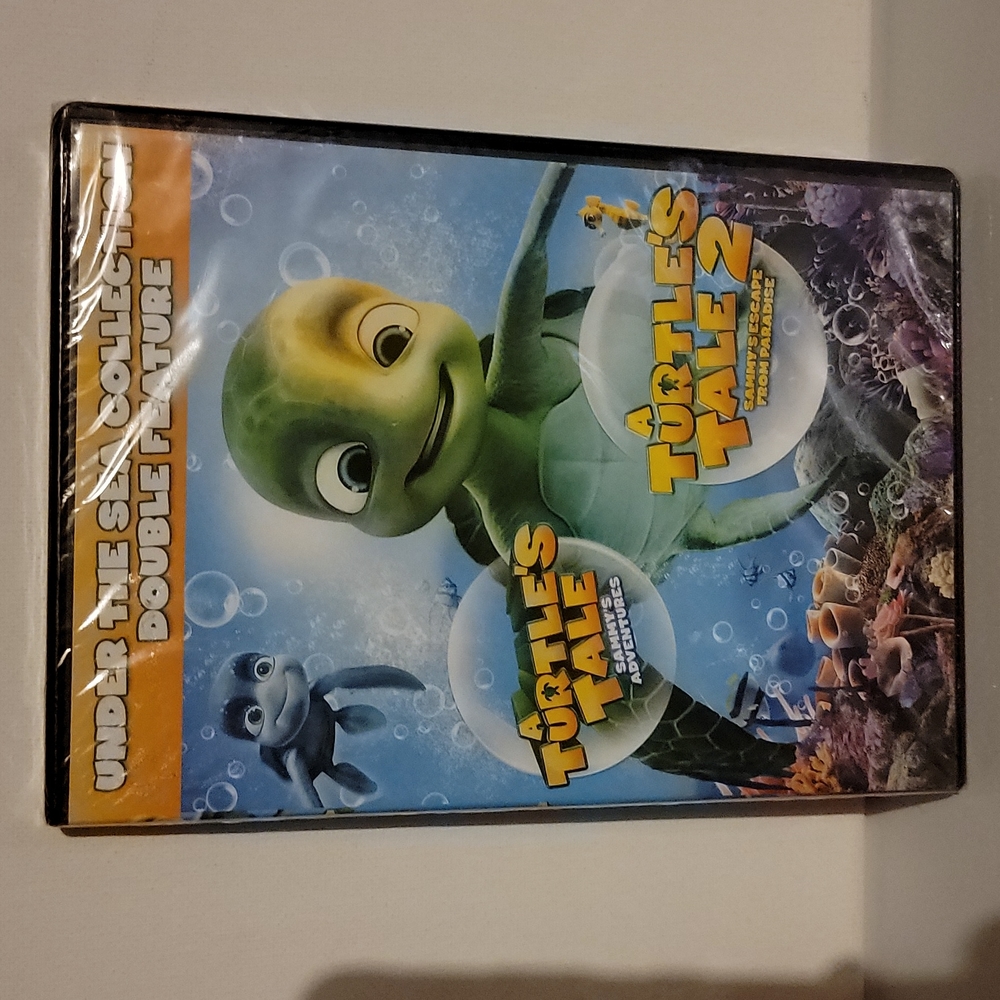 UNDER THE SEA COLLECTION
DOUBLE FEATURE
A
TURTLE'S
TALE
SAMMY'S
ADVENTURES
A
TURTLE'S
TALE 2
SAMMY'S ESCAPE
FROM PARADISE